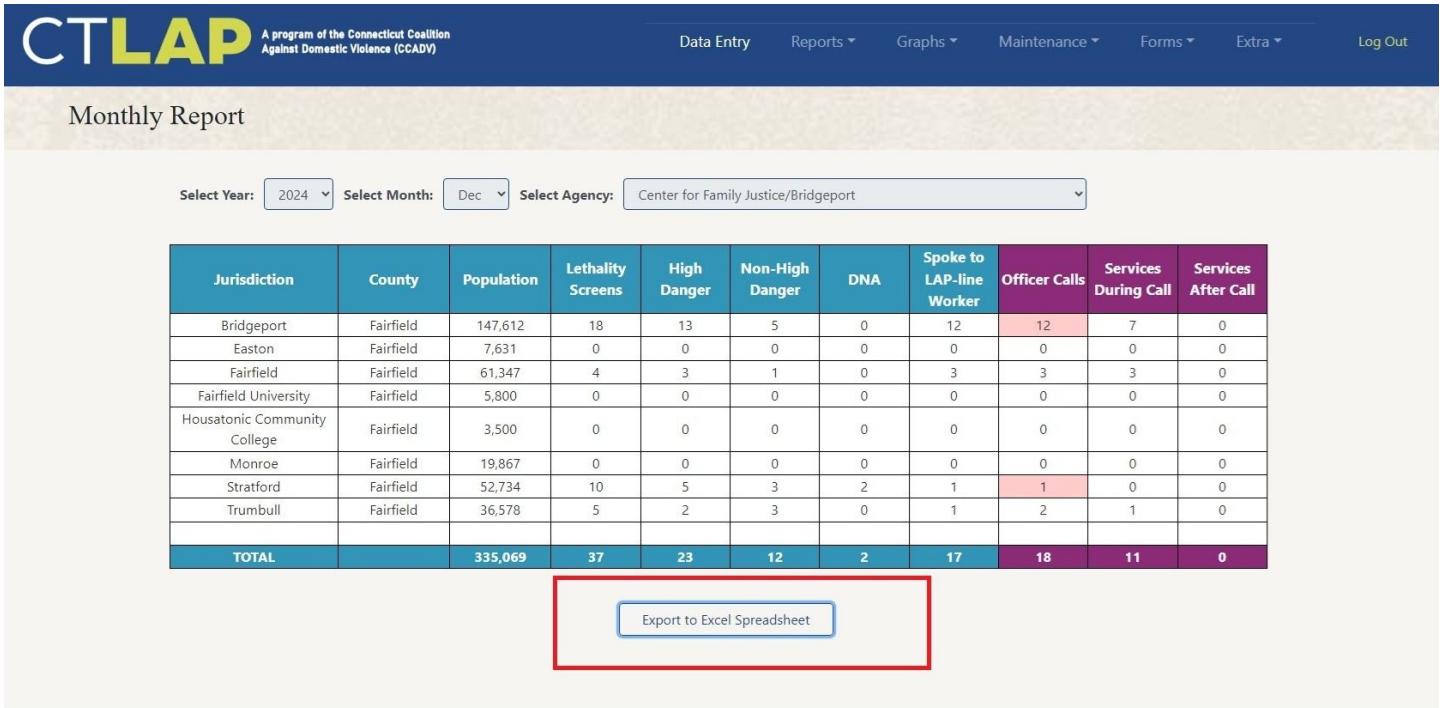 CTLAP
A program of the Connecticut Coalition
Against Domestic Violence (CCADV)
Data Entry Reports Graphs Maintenance Forms Extra Log Out
Monthly Report
Select Year: 2024 Select Month: Dec Select Agency: Center for Family Justice/Bridgeport
Jurisdiction County Population Lethality Screens High Danger Non-High Danger DNA Spoke to LAP-line Worker Officer Calls Services During Call Services After Call
Bridgeport Fairfield 147,612 18 13 5 0 12 12 7 0
Easton Fairfield 7,631 0 0 0 0 0 0 0 0
Fairfield Fairfield 61,347 4 3 1 0 3 3 3 0
Fairfield University Fairfield 5,800 0 0 0 0 0 0 0 0
Housatonic Community College Fairfield 3,500 0 0 0 0 0 0 0 0
Monroe Fairfield 19,867 0 0 0 0 0 0 0 0
Stratford Fairfield 52,734 10 5 3 2 1 1 0 0
Trumbull Fairfield 36,578 5 2 3 0 1 2 1 0
TOTAL 335,069 37 23 12 2 17 18 11 0
Export to Excel Spreadsheet